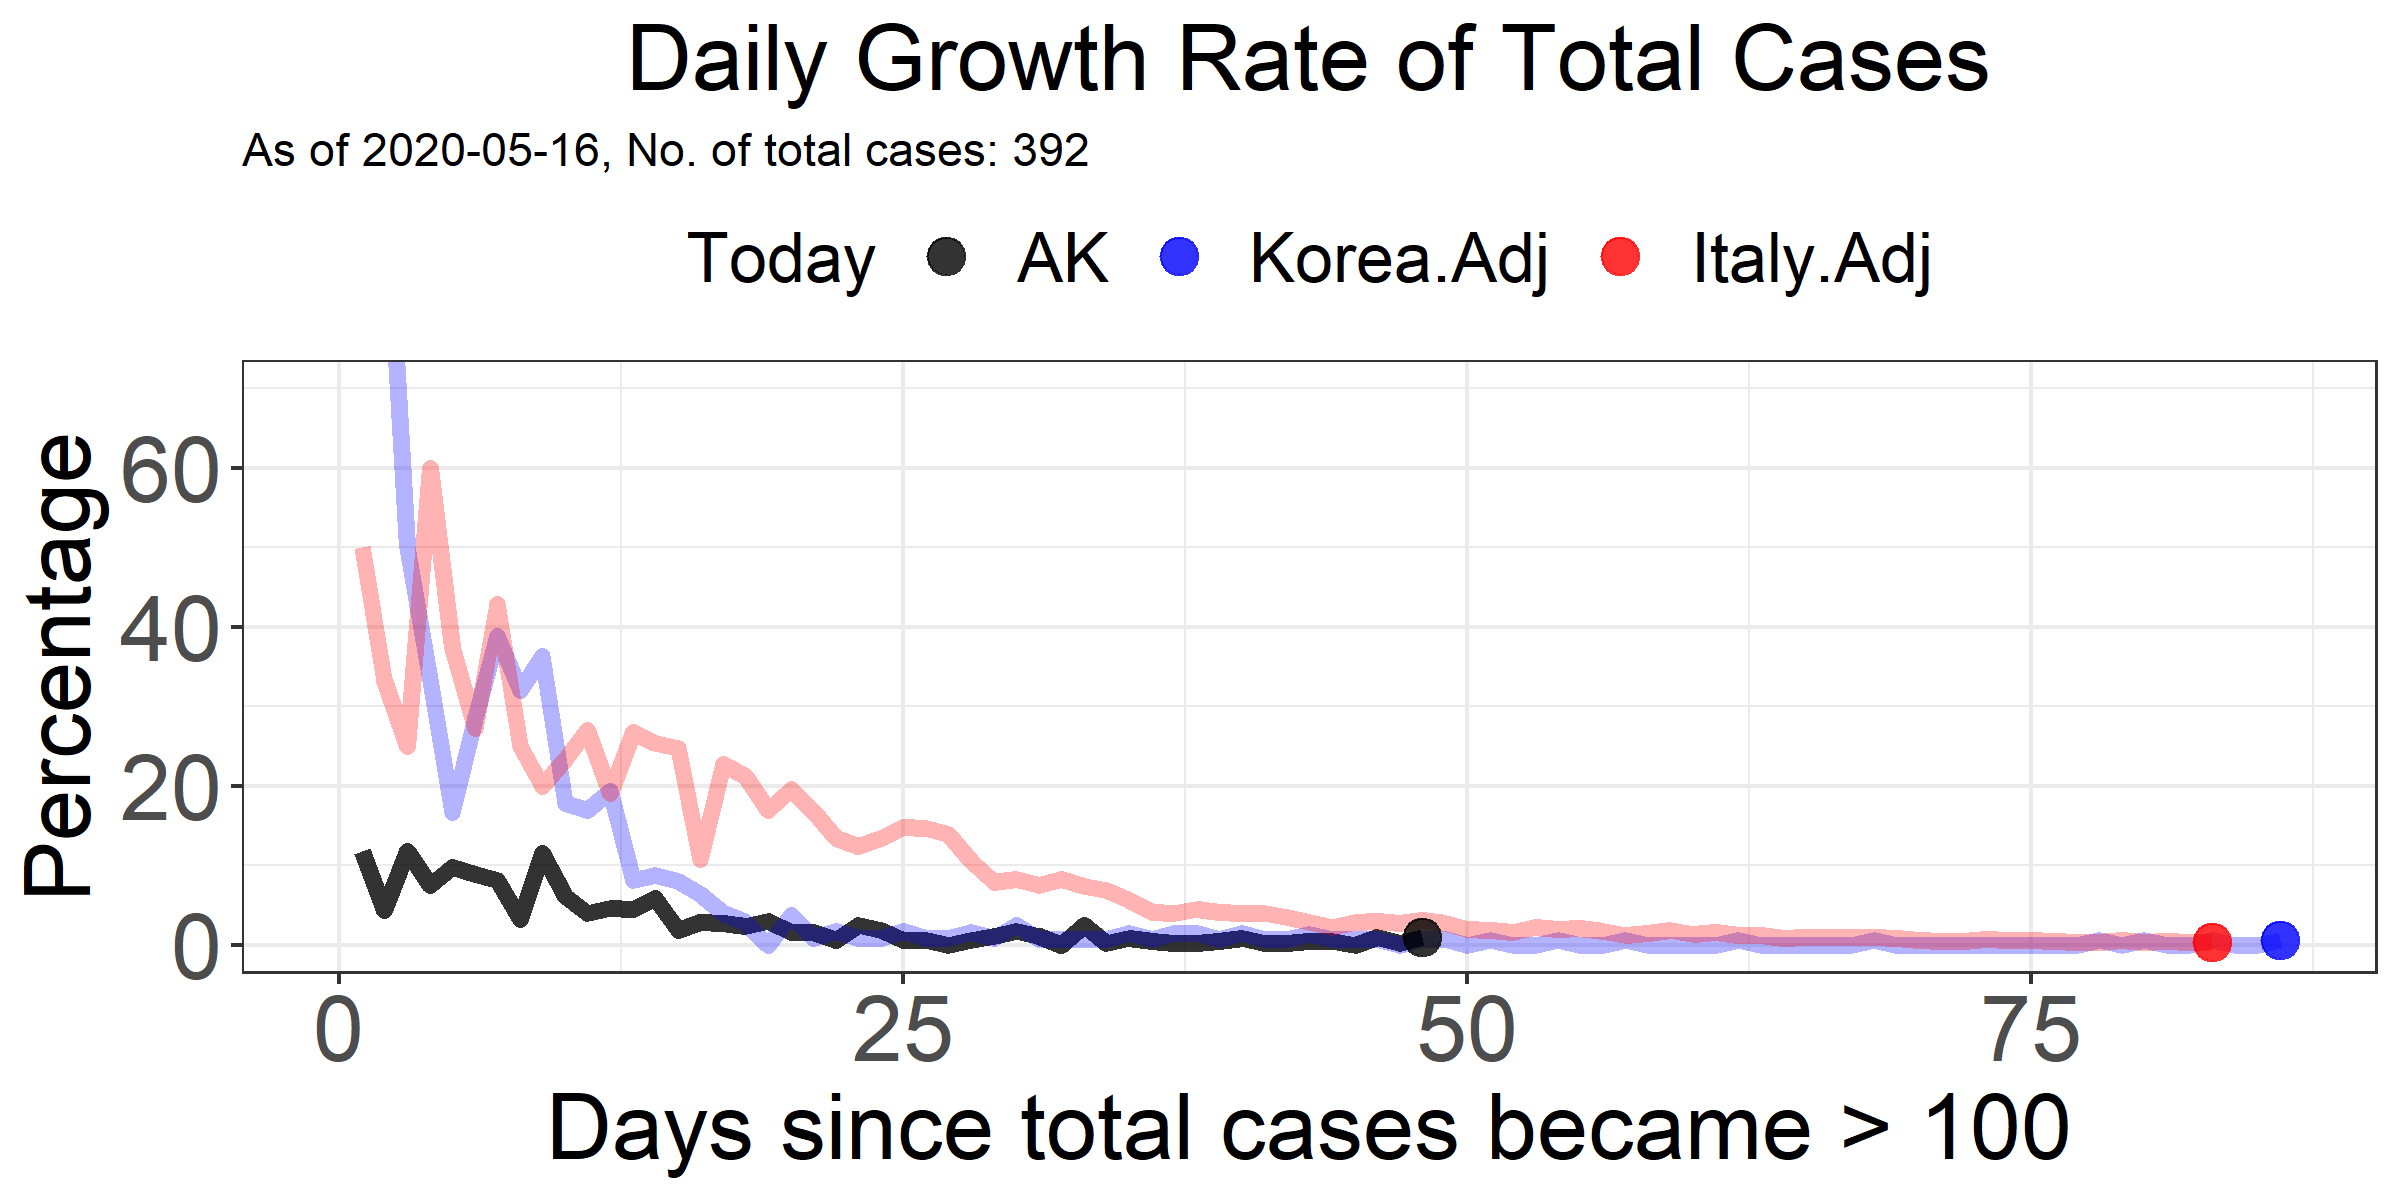 Daily Growth Rate of Total Cases
As of 2020-05-16, No. of total cases: 392
Today AK Korea.Adj Italy.Adj
Percentage
60
40
20
0
0 25 50 75
Days since total cases became > 100